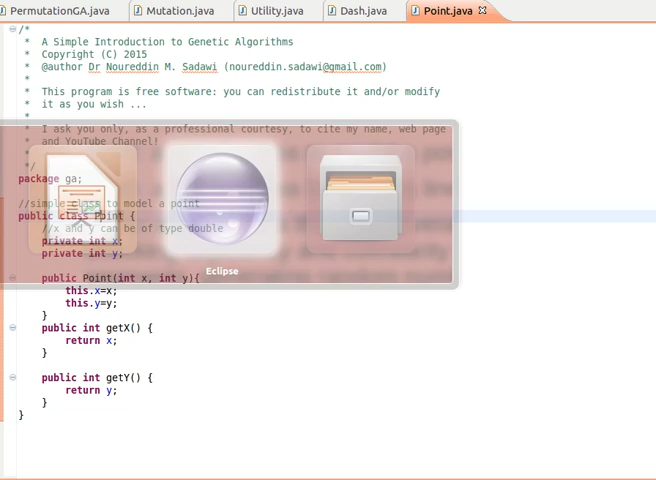 PermutationGA.java Mutation.java Utility.java Dash.java Point.java
/*
* A Simple Introduction to Genetic Algorithms
* Copyright (C) 2015
* @author Dr Noureddin M. Sadawi (noureddin.sadawi@gmail.com)
*
* This program is free software: you can redistribute it and/or modify
* it as you wish ...
*
* I ask you only, as a professional courtesy, to cite my name, web page
* and YouTube Channel!
*
*/
package ga;
//simple class to model a point
public class Point {
//x and y can be of type double
private int x;
private int y;
Eclipse
public Point(int x, int y){
this.x=x;
this.y=y;
}
public int getX() {
return x;
}
public int getY() {
return y;
}
}